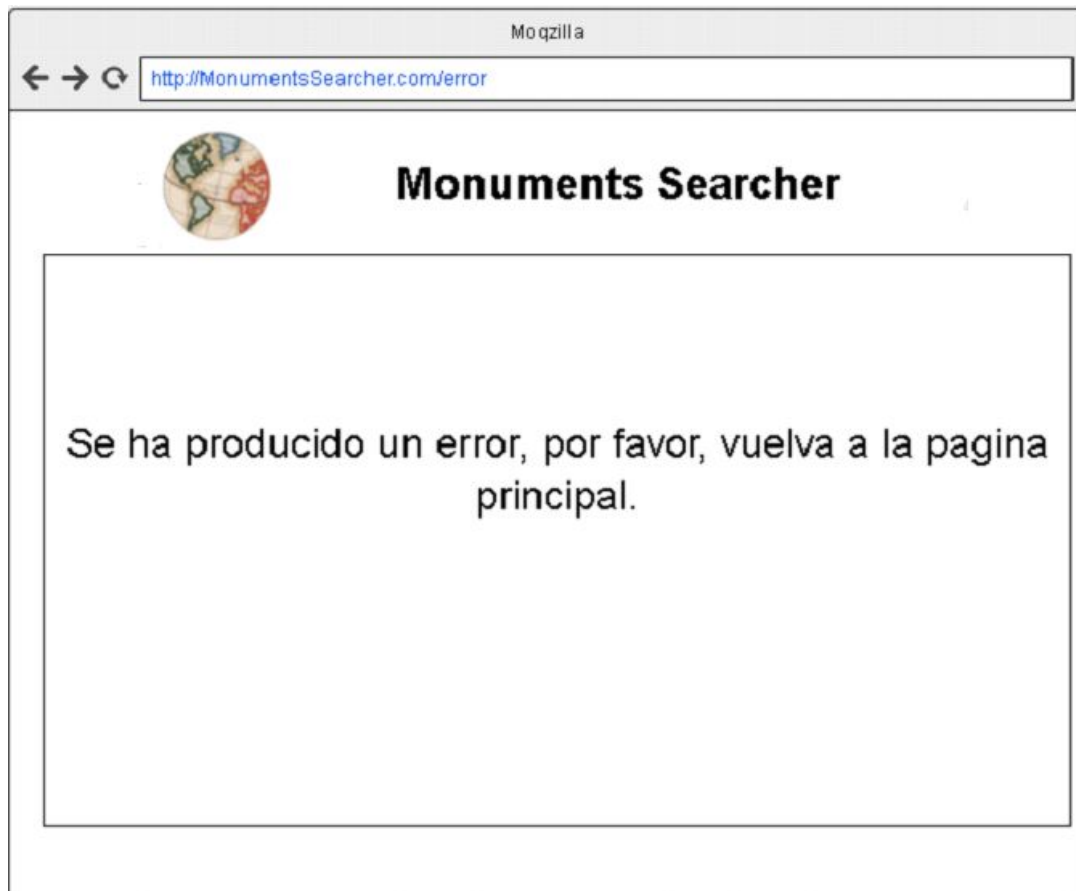 Moqzilla
http://MonumentsSearcher.com/error
Monuments Searcher
Se ha producido un error, por favor, vuelva a la pagina
principal.